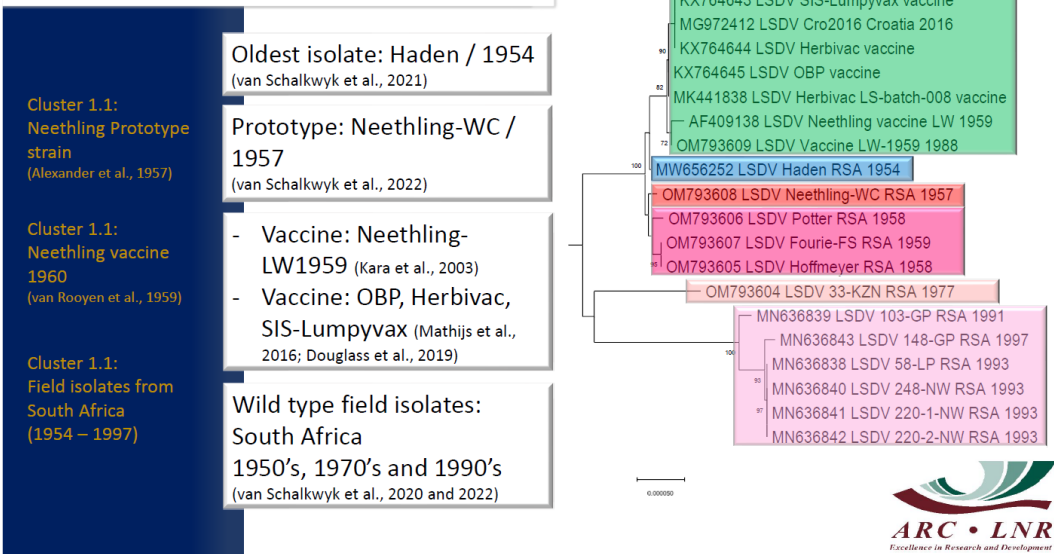 Cluster 1.1:
Neethling Prototype
strain
(Alexander et al., 1957)
Cluster 1.1:
Neethling vaccine
1960
(van Rooyen et al., 1959)
Cluster 1.1:
Field isolates from
South Africa
(1954 – 1997)
Oldest isolate: Haden / 1954
(van Schalkwyk et al., 2021)
Prototype: Neethling-WC /
1957
(van Schalkwyk et al., 2022)
- Vaccine: Neethling-
LW1959 (Kara et al., 2003)
- Vaccine: OBP, Herbivac,
SIS-Lumpyvax (Mathijs et al.,
2016; Douglass et al., 2019)
Wild type field isolates:
South Africa
1950’s, 1970’s and 1990’s
(van Schalkwyk et al., 2020 and 2022)
KX764643 LSDV SIS-Lumpyvax vaccine
MG972412 LSDV Cro2016 Croatia 2016
90
KX764644 LSDV Herbivac vaccine
KX764645 LSDV OBP vaccine
82
MK441838 LSDV Herbivac LS-batch-008 vaccine
AF409138 LSDV Neethling vaccine LW 1959
72
OM793609 LSDV Vaccine LW-1959 1988
100
MW656252 LSDV Haden RSA 1954
OM793608 LSDV Neethling-WC RSA 1957
OM793606 LSDV Potter RSA 1958
OM793607 LSDV Fourie-FS RSA 1959
OM793605 LSDV Hoffmeyer RSA 1958
OM793604 LSDV 33-KZN RSA 1977
MN636839 LSDV 103-GP RSA 1991
MN636843 LSDV 148-GP RSA 1997
100
MN636838 LSDV 58-LP RSA 1993
93
MN636840 LSDV 248-NW RSA 1993
97
MN636841 LSDV 220-1-NW RSA 1993
MN636842 LSDV 220-2-NW RSA 1993
0.000050
ARC • LNR
Excellence in Research and Development